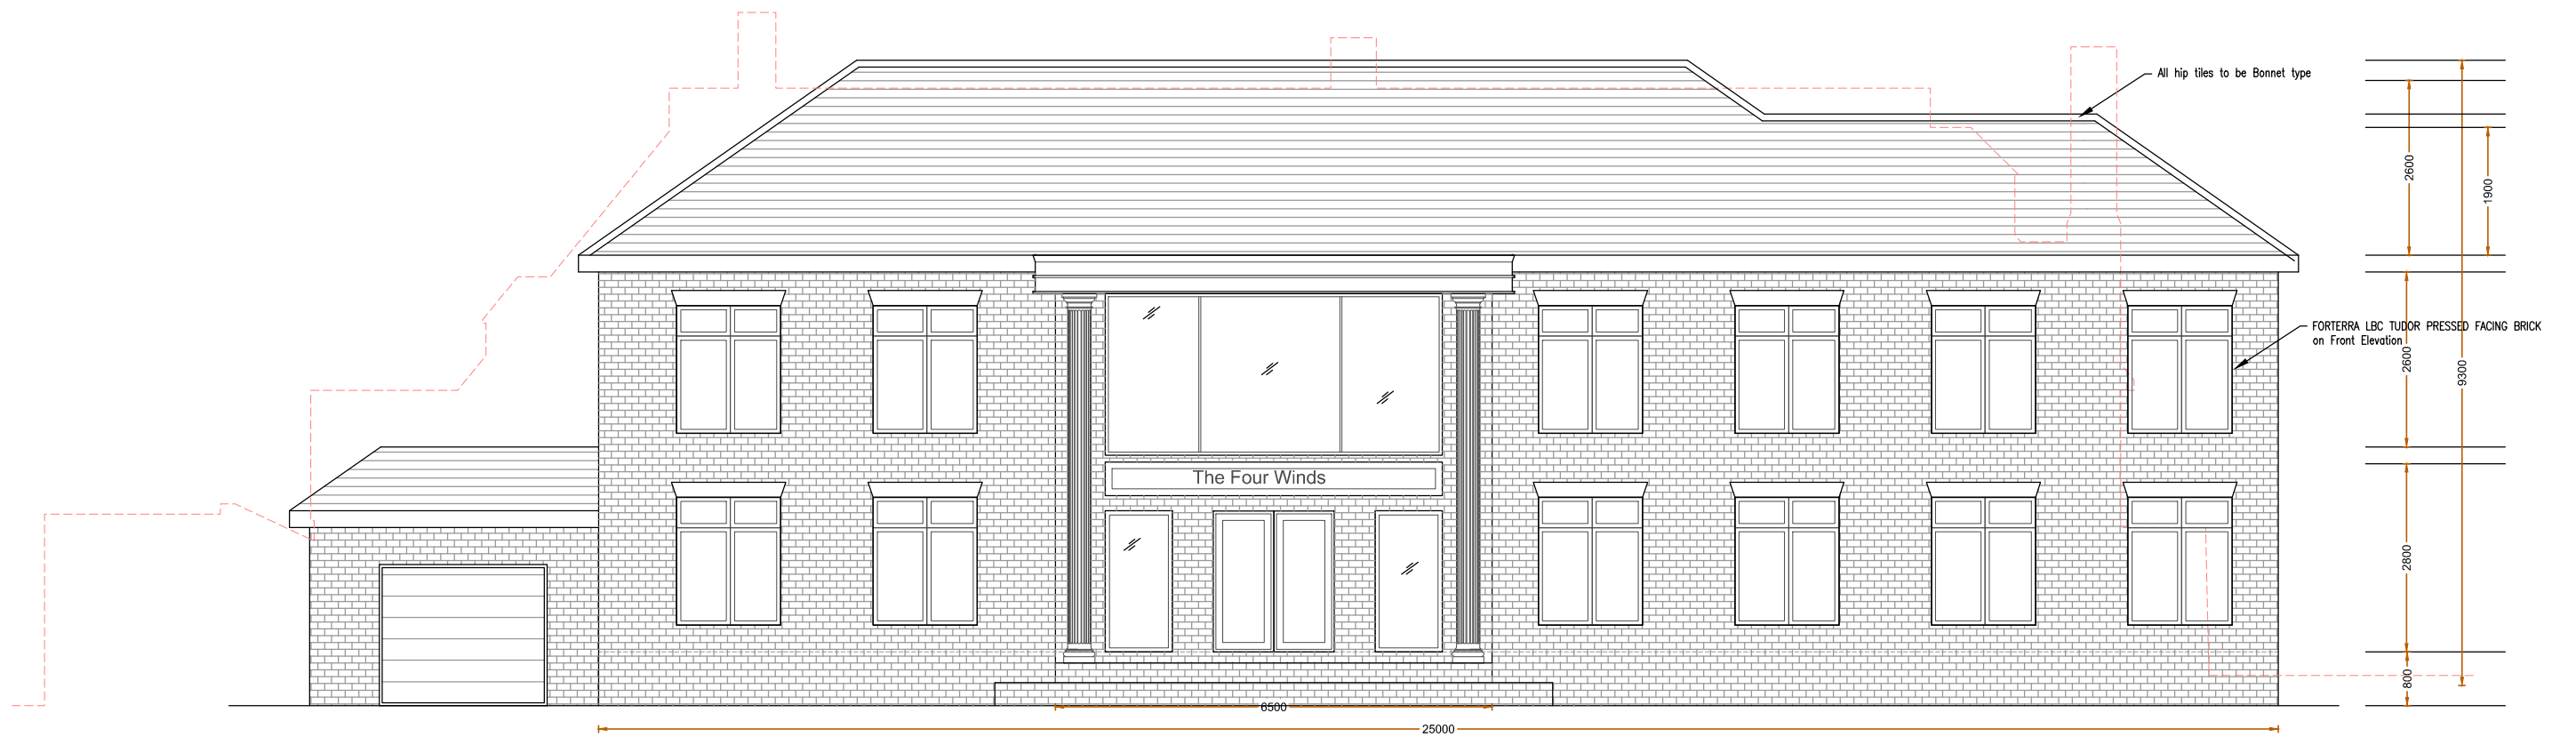 All hip tiles to be Bonnet type
2600
1900
FORTERRA LBC TUDOR PRESSED FACING BRICK
on Front Elevation
2600
9300
The Four Winds
2800
800
6500
25000